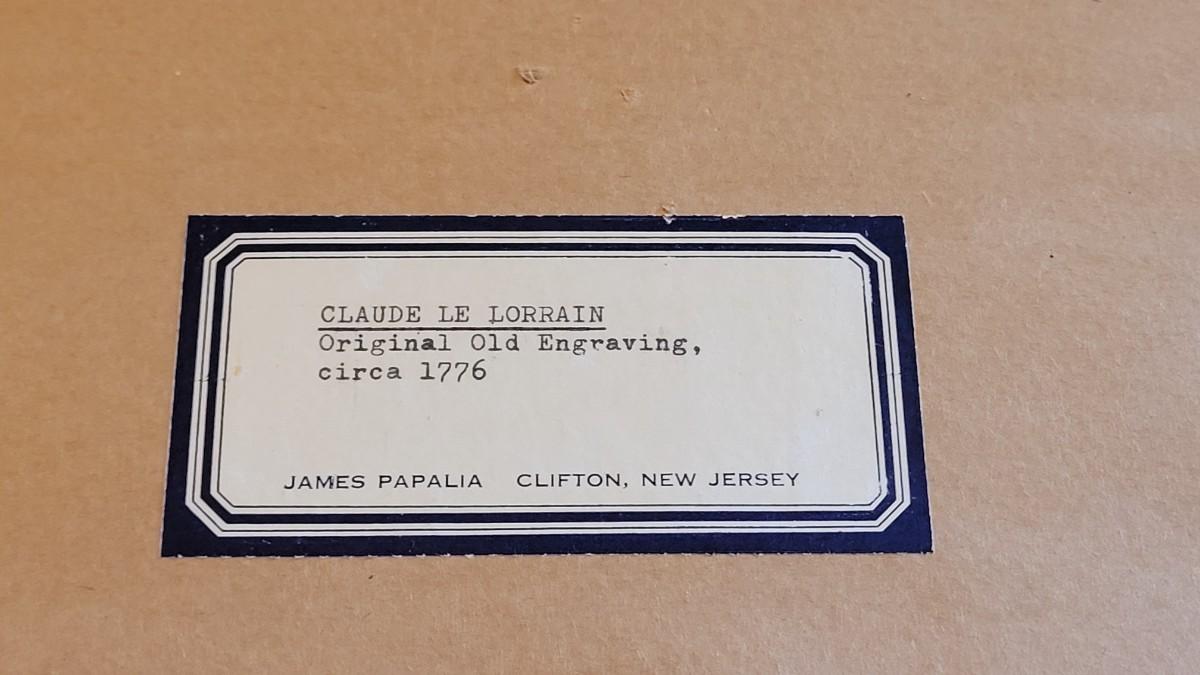 CLAUDE LE LORRAIN
Original Old Engraving,
circa 1776
JAMES PAPALIA CLIFTON, NEW JERSEY